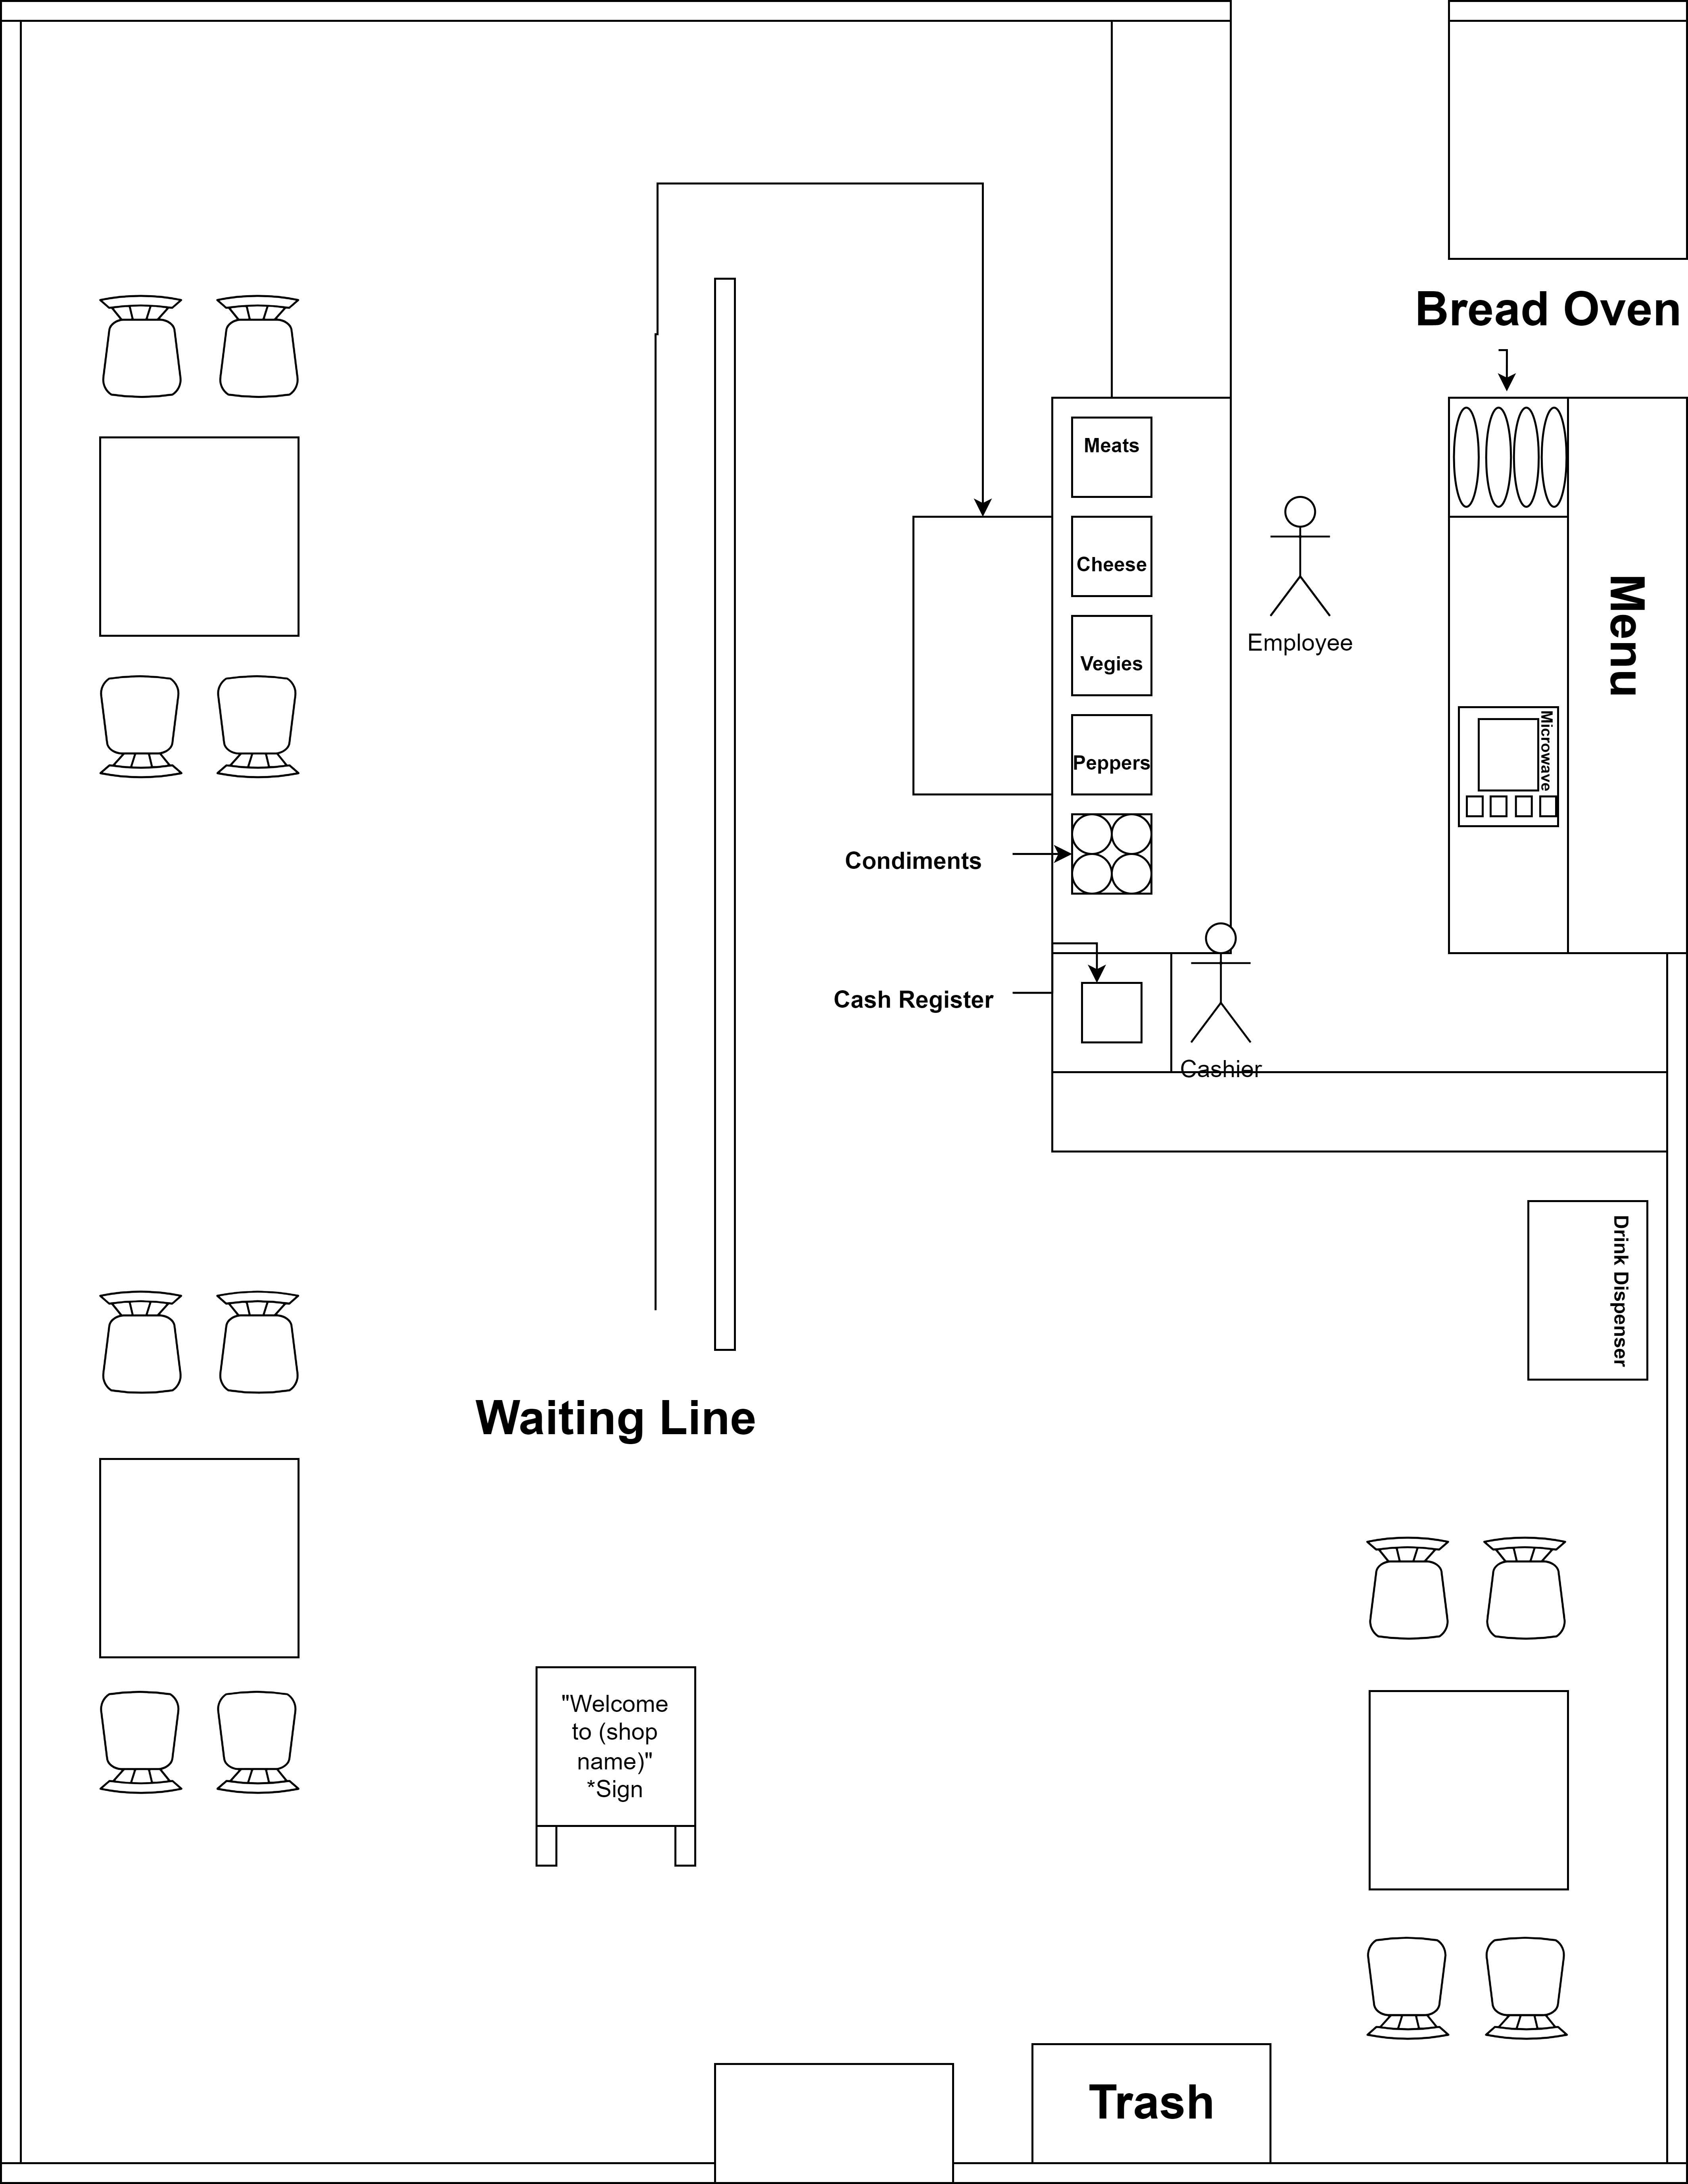 Bread Oven
Meats
Cheese
Vegies
Peppers
Employee
Menu
Microwave
Condiments
Cash Register
Cashier
Drink Dispenser
Waiting Line
"Welcome
to (shop
name)"
*Sign
Trash